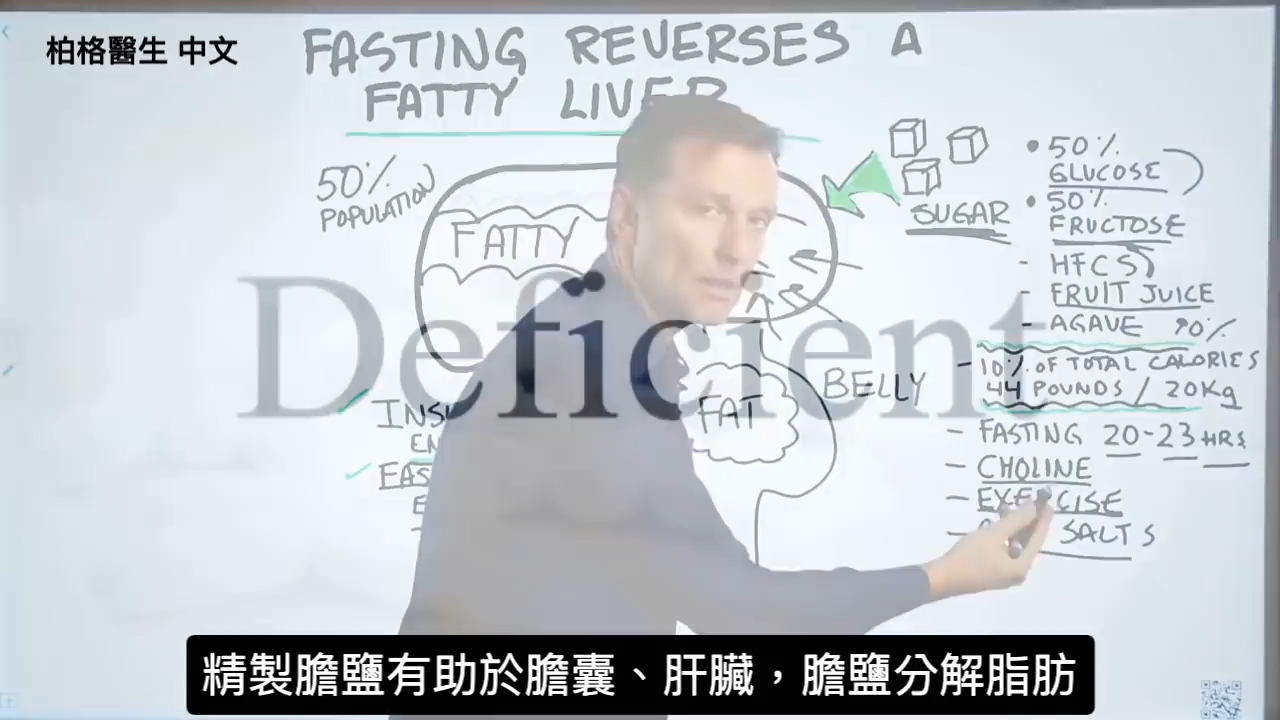 柏格醫生 中文
FASTING REVERSES A
FATTY LIVER
50%
POPULATION
FATTY
SUGAR
• 50%
GLUCOSE
• 50%
FRUCTOSE
- HFCS
- FRUIT JUICE
- AGAVE 90%
- 10% OF TOTAL CALORIES
44 POUNDS / 20Kg
Deficient
BELLY
FAT
- FASTING 20-23 HRS
- CHOLINE
- EXERCISE
SALTS
精製膽鹽有助於膽囊、肝臟，膽鹽分解脂肪